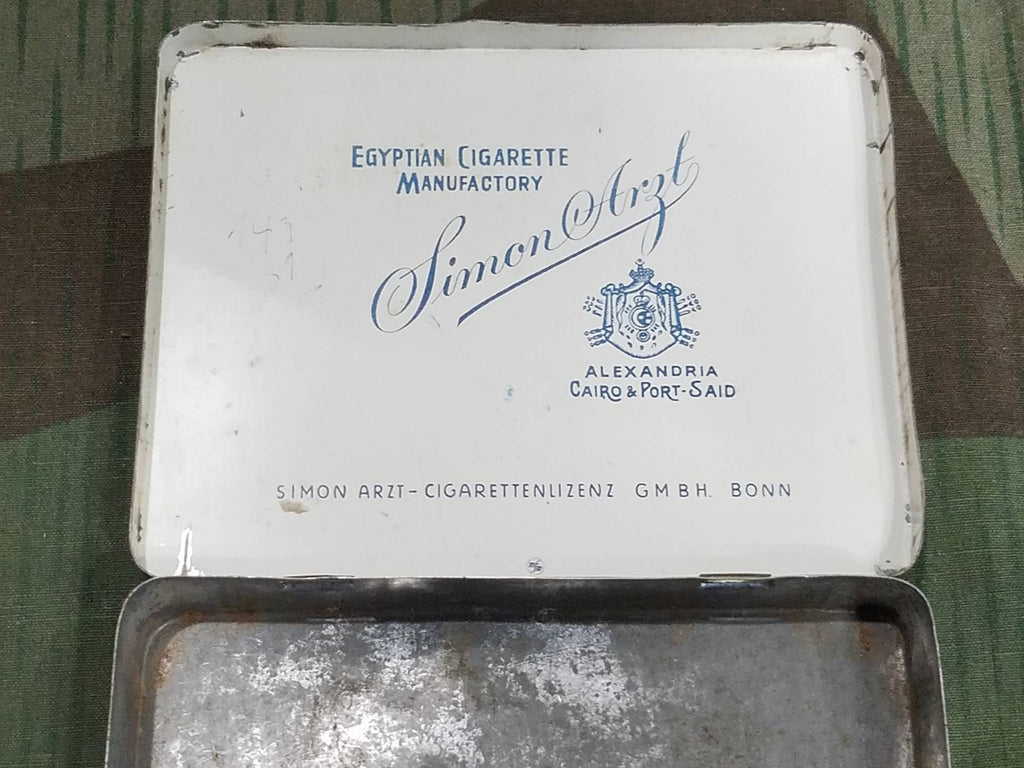 EGYPTIAN CIGARETTE
MANUFACTORY
Simon Arzt
ALEXANDRIA
CAIRO & PORT-SAID
SIMON ARZT-CIGARETTENLIZENZ GMBH. BONN